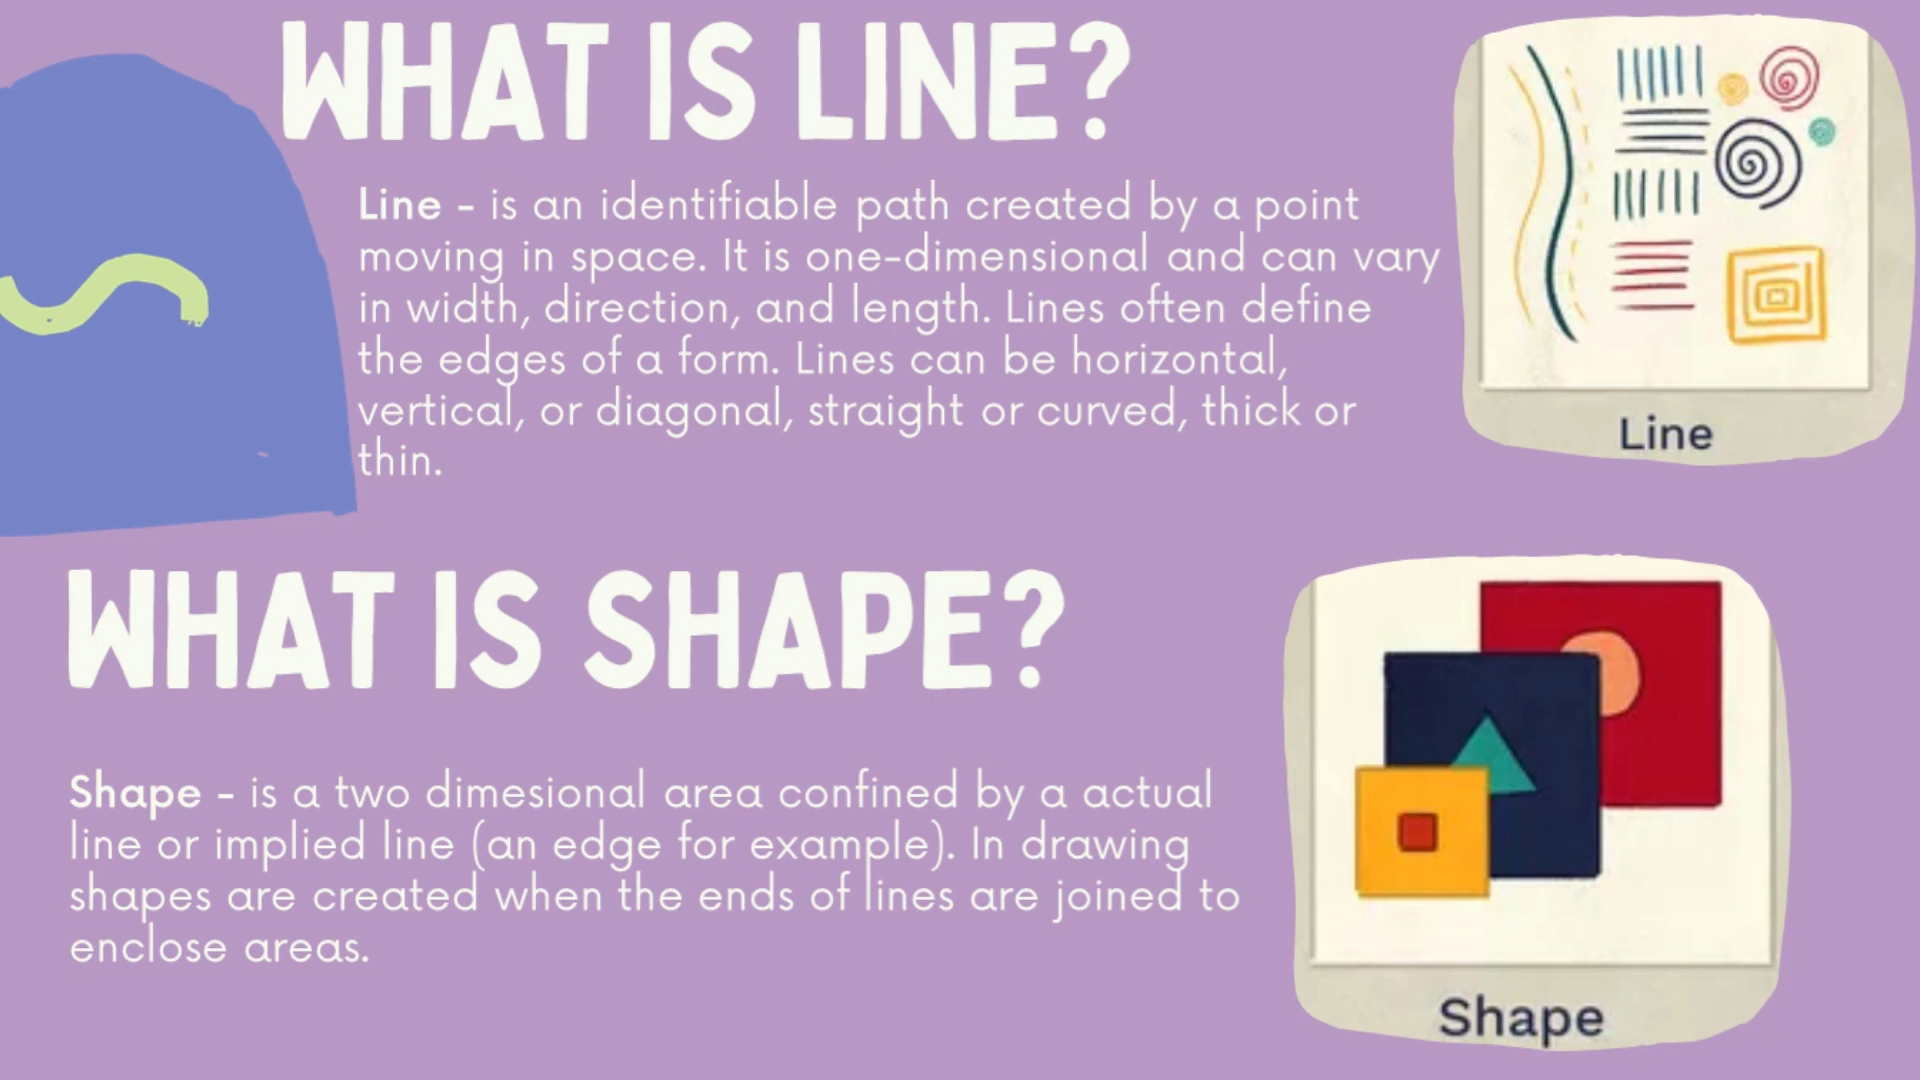 WHAT IS LINE?
Line - is an identifiable path created by a point
moving in space. It is one-dimensional and can vary
in width, direction, and length. Lines often define
the edges of a form. Lines can be horizontal,
vertical, or diagonal, straight or curved, thick or
thin.
Line
WHAT IS SHAPE?
Shape - is a two dimesional area confined by a actual
line or implied line (an edge for example). In drawing
shapes are created when the ends of lines are joined to
enclose areas.
Shape